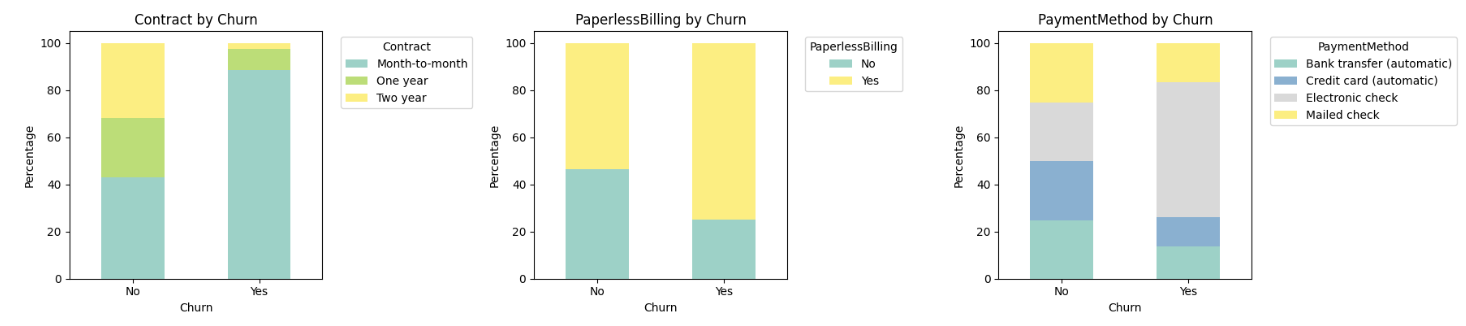 Contract by Churn
Percentage
100
80
60
40
20
0
No
Yes
Churn
Contract
Month-to-month
One year
Two year
PaperlessBilling by Churn
Percentage
100
80
60
40
20
0
No
Yes
Churn
PaperlessBilling
No
Yes
PaymentMethod by Churn
Percentage
100
80
60
40
20
0
No
Yes
Churn
PaymentMethod
Bank transfer (automatic)
Credit card (automatic)
Electronic check
Mailed check